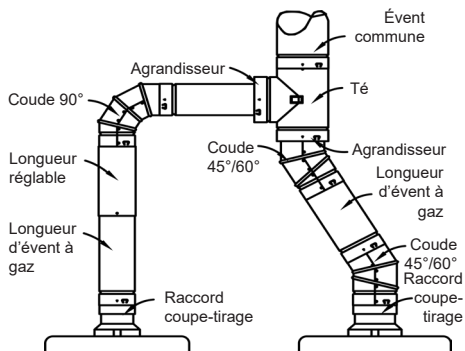 Évent
commune
Agrandisseur
Té
Coude 90°
Coude
45°/60°
Agrandisseur
Longueur
réglable
Longueur
d'évent à
gaz
Longueur
d'évent à
gaz
Coude
45°/60°
Raccord
coupe-tirage
Raccord
coupe-
tirage